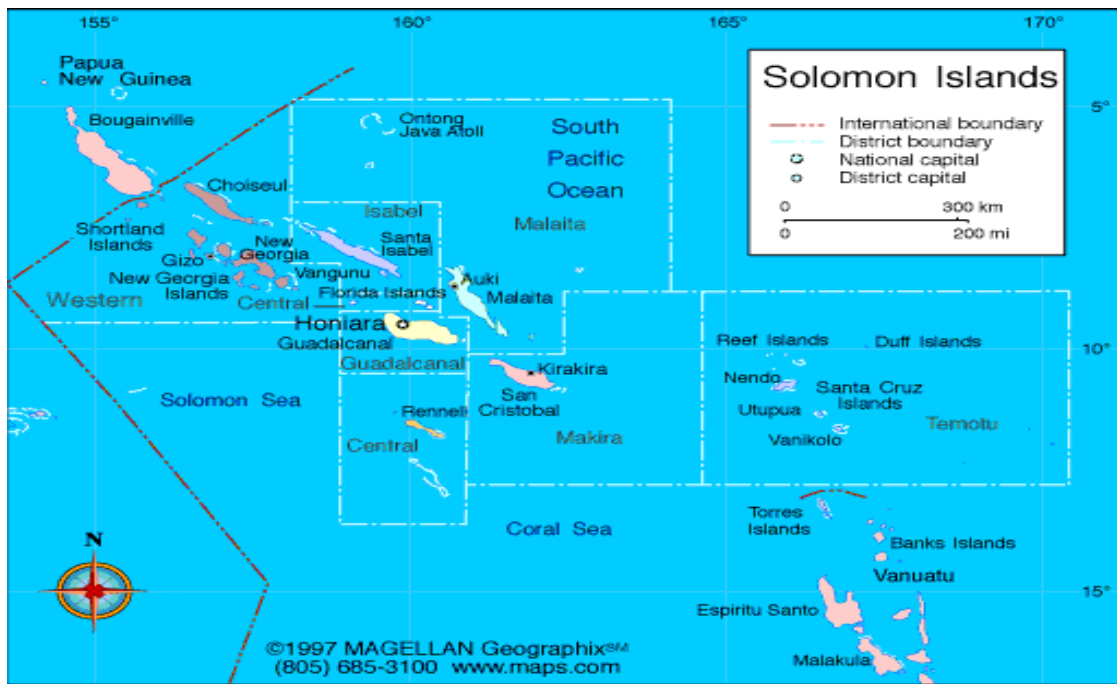 155°
160°
165°
170°
Papua
New Guinea
Bougainville
Solomon Islands
International boundary
District boundary
National capital
District capital
0
300 km
0
200 mi
5°
Ontong
Java Atoll
South
Pacific
Ocean
Choiseul
Isabel
Malaita
Shortland
Islands
Santa
Isabel
New
Georgia
Gizo
New Georgia
Islands
Vangunu
Auki
Western
Central
Florida Islands
Malaita
Honiara
Guadalcanal
Guadalcanal
Reef Islands
Duff Islands
10°
Kirakira
Nendo
Santa Cruz
Islands
Solomon Sea
San
Cristobal
Rennell
Utupua
Temotu
Central
Makira
Vanikolo
Coral Sea
Torres
Islands
Banks Islands
N
Vanuatu
15°
Espiritu Santo
©1997 MAGELLAN Geographix℠
(805) 685-3100 www.maps.com
Malakula